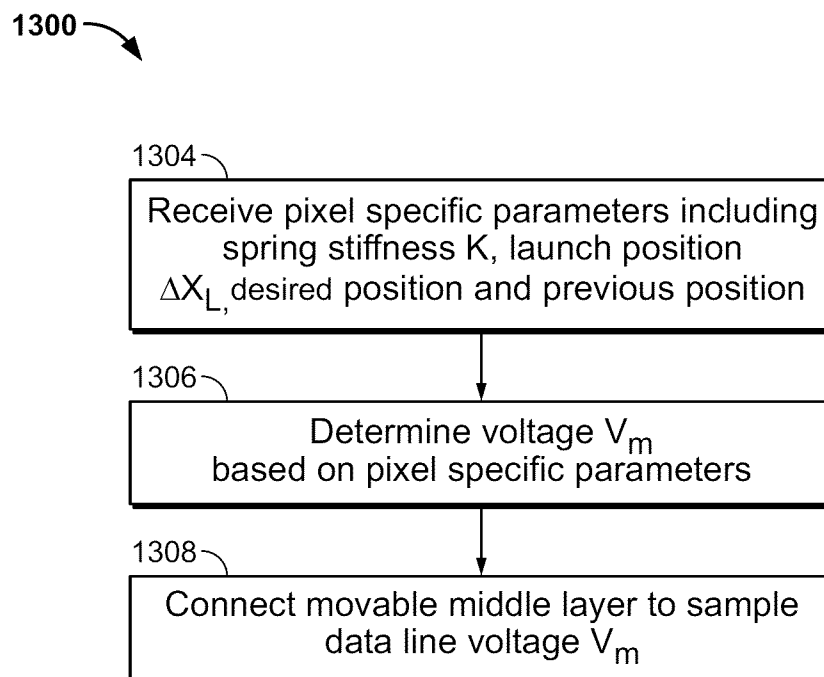 1300
1304
Receive pixel specific parameters including
spring stiffness K, launch position
ΔX_L, desired position and previous position
1306
Determine voltage V_m
based on pixel specific parameters
1308
Connect movable middle layer to sample
data line voltage V_m